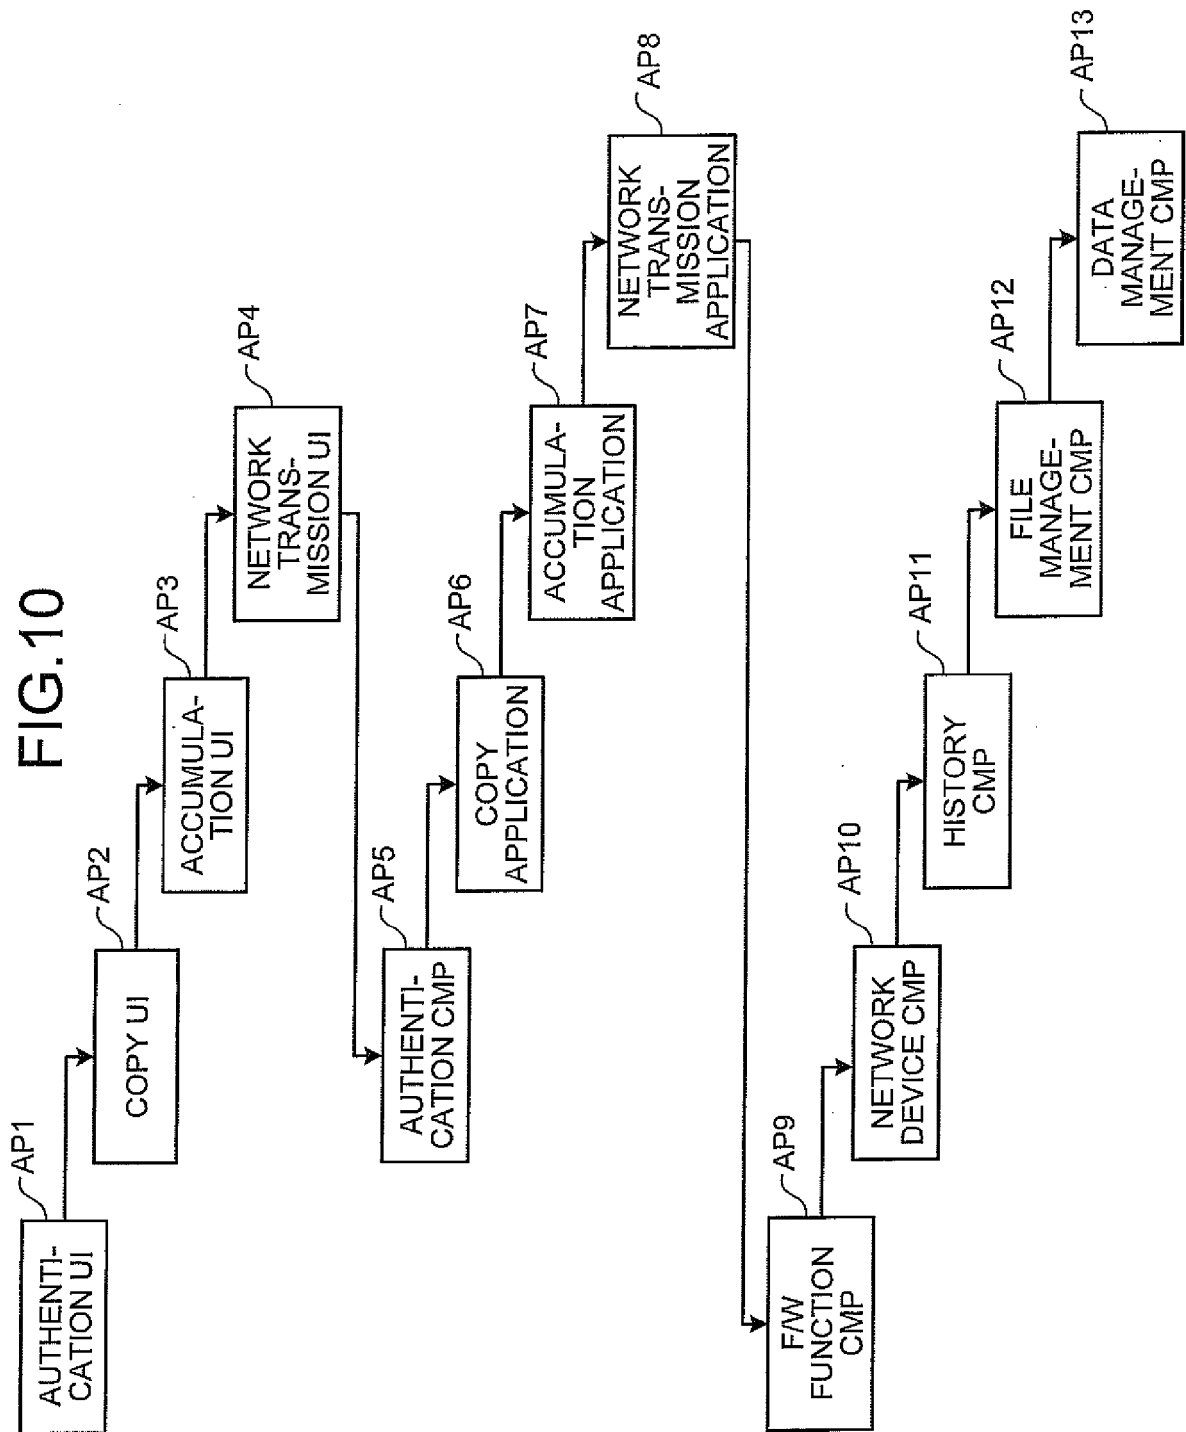 FIG.10
AP1
AUTHENTI-
CATION UI
AP2
COPY UI
AP3
ACCUMULA-
TION UI
AP4
NETWORK
TRANS-
MISSION UI
AP5
AUTHENTI-
CATION CMP
AP6
COPY
APPLICATION
AP7
ACCUMULA-
TION
APPLICATION
AP8
NETWORK
TRANS-
MISSION
APPLICATION
AP9
F/W
FUNCTION
CMP
AP10
NETWORK
DEVICE CMP
AP11
HISTORY
CMP
AP12
FILE
MANAGE-
MENT CMP
AP13
DATA
MANAGE-
MENT CMP